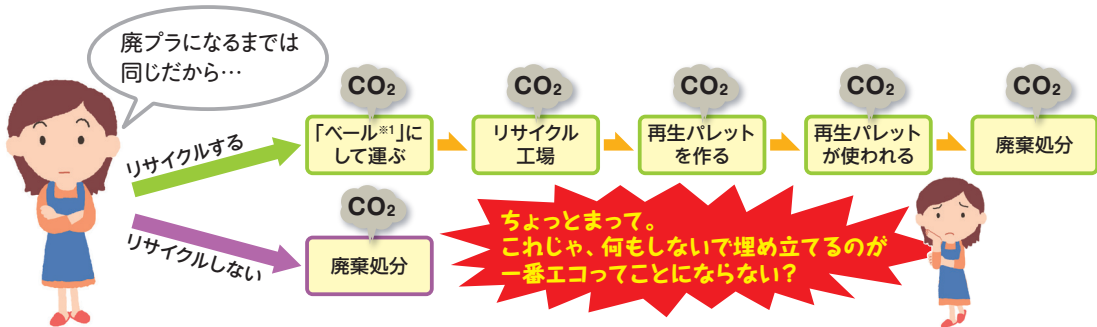 廃プラになるまでは
同じだから…
リサイクルする
CO₂
「ベール※1」に
して運ぶ
CO₂
リサイクル
工場
CO₂
再生パレット
を作る
CO₂
再生パレット
が使われる
CO₂
廃棄処分
リサイクルしない
CO₂
廃棄処分
ちょっとまって。
これじゃ、何もしないで埋め立てるのが
一番エコってことにならない?